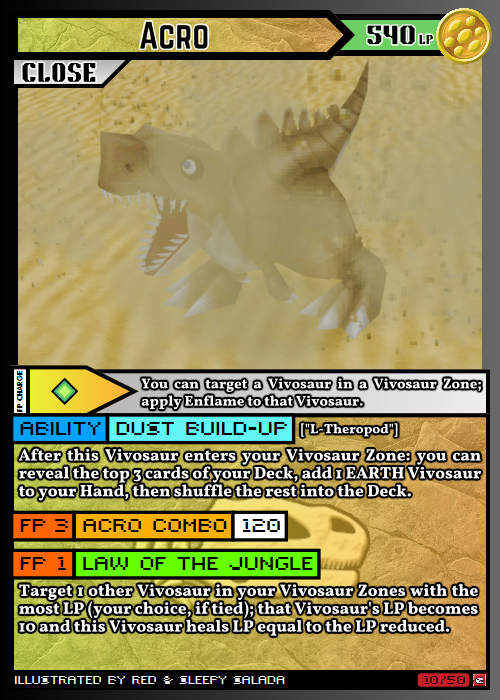 ACRO
540 LP
CLOSE
FP CHARGE
You can target a Vivosaur in a Vivosaur Zone;
apply Enflame to that Vivosaur.
ABILITY DUST BUILD-UP ["L-Theropod"]
After this Vivosaur enters your Vivosaur Zone: you can
reveal the top 3 cards of your Deck, add 1 EARTH Vivosaur
to your Hand, then shuffle the rest into the Deck.
FP 3 ACRO COMBO 120
FP 1 LAW OF THE JUNGLE
Target 1 other Vivosaur in your Vivosaur Zones with the
most LP (your choice, if tied); that Vivosaur's LP becomes
10 and this Vivosaur heals LP equal to the LP reduced.
ILLUSTRATED BY RED & SLEEPY SALADA
10/50